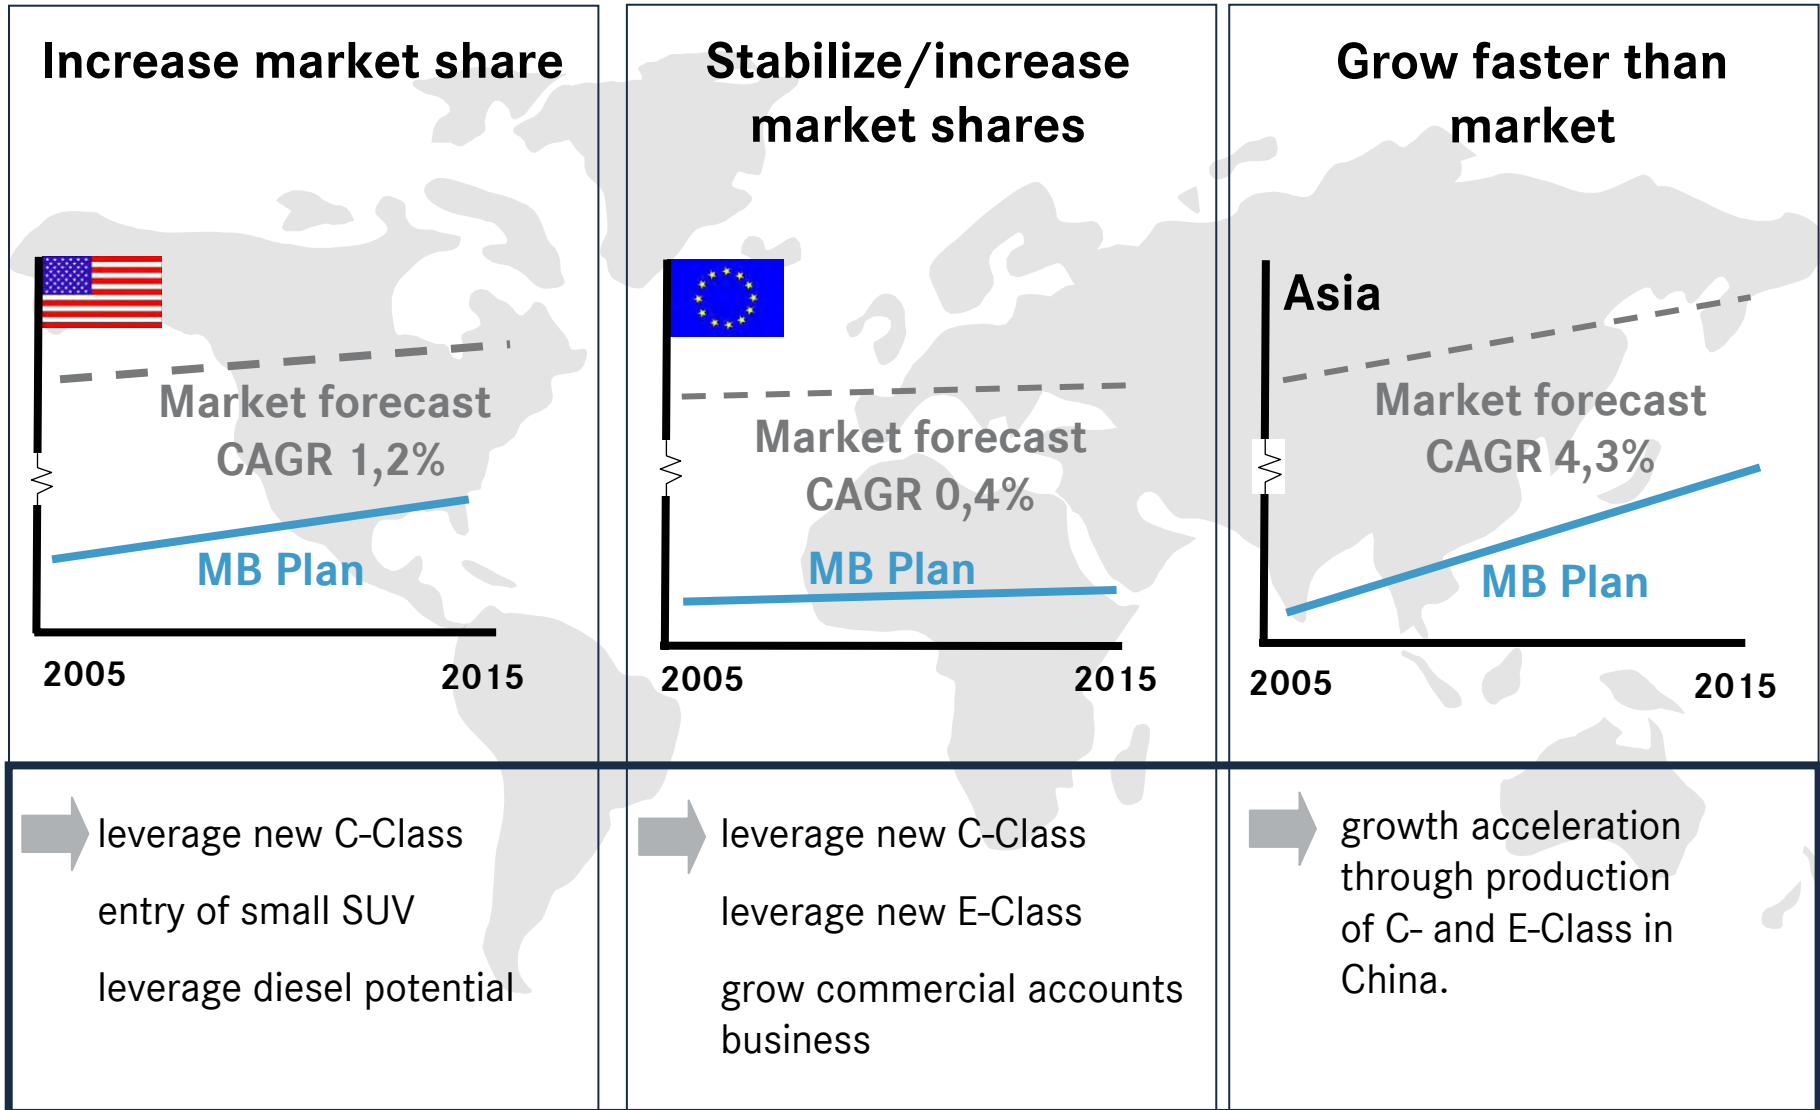 Increase market share
Market forecast
CAGR 1,2%
MB Plan
2005
2015
leverage new C-Class
entry of small SUV
leverage diesel potential
Stabilize/increase
market shares
Market forecast
CAGR 0,4%
MB Plan
2005
2015
leverage new C-Class
leverage new E-Class
grow commercial accounts
business
Grow faster than
market
Asia
Market forecast
CAGR 4,3%
MB Plan
2005
2015
growth acceleration
through production
of C- and E-Class in
China.